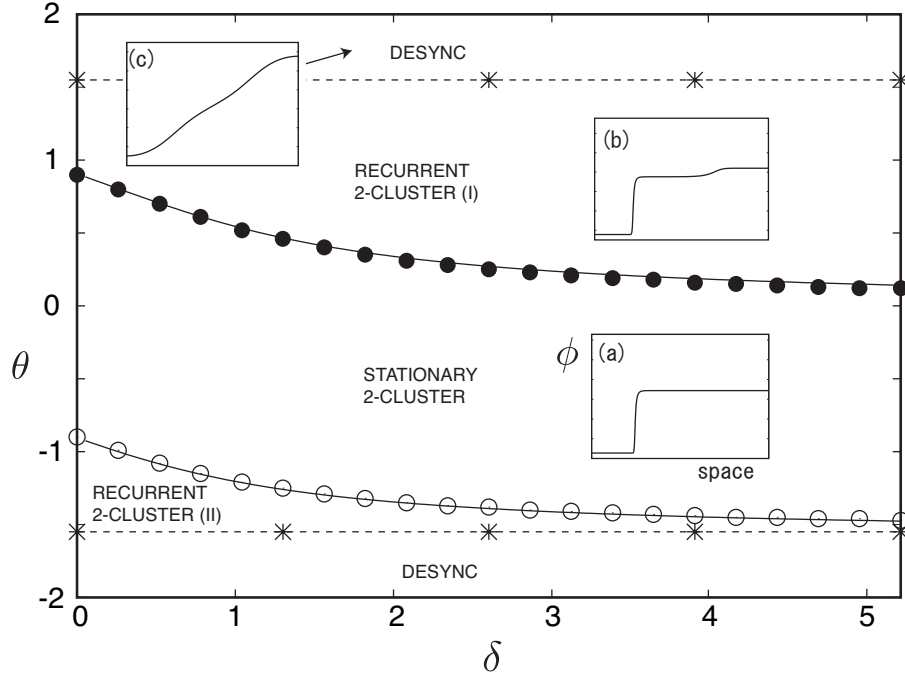 2
(c)
DESYNC
(b)
1
RECURRENT
2-CLUSTER (I)
0
θ
ϕ
(a)
STATIONARY
2-CLUSTER
-1
space
RECURRENT
2-CLUSTER (II)
DESYNC
-2
0 1 2 3 4 5
δ